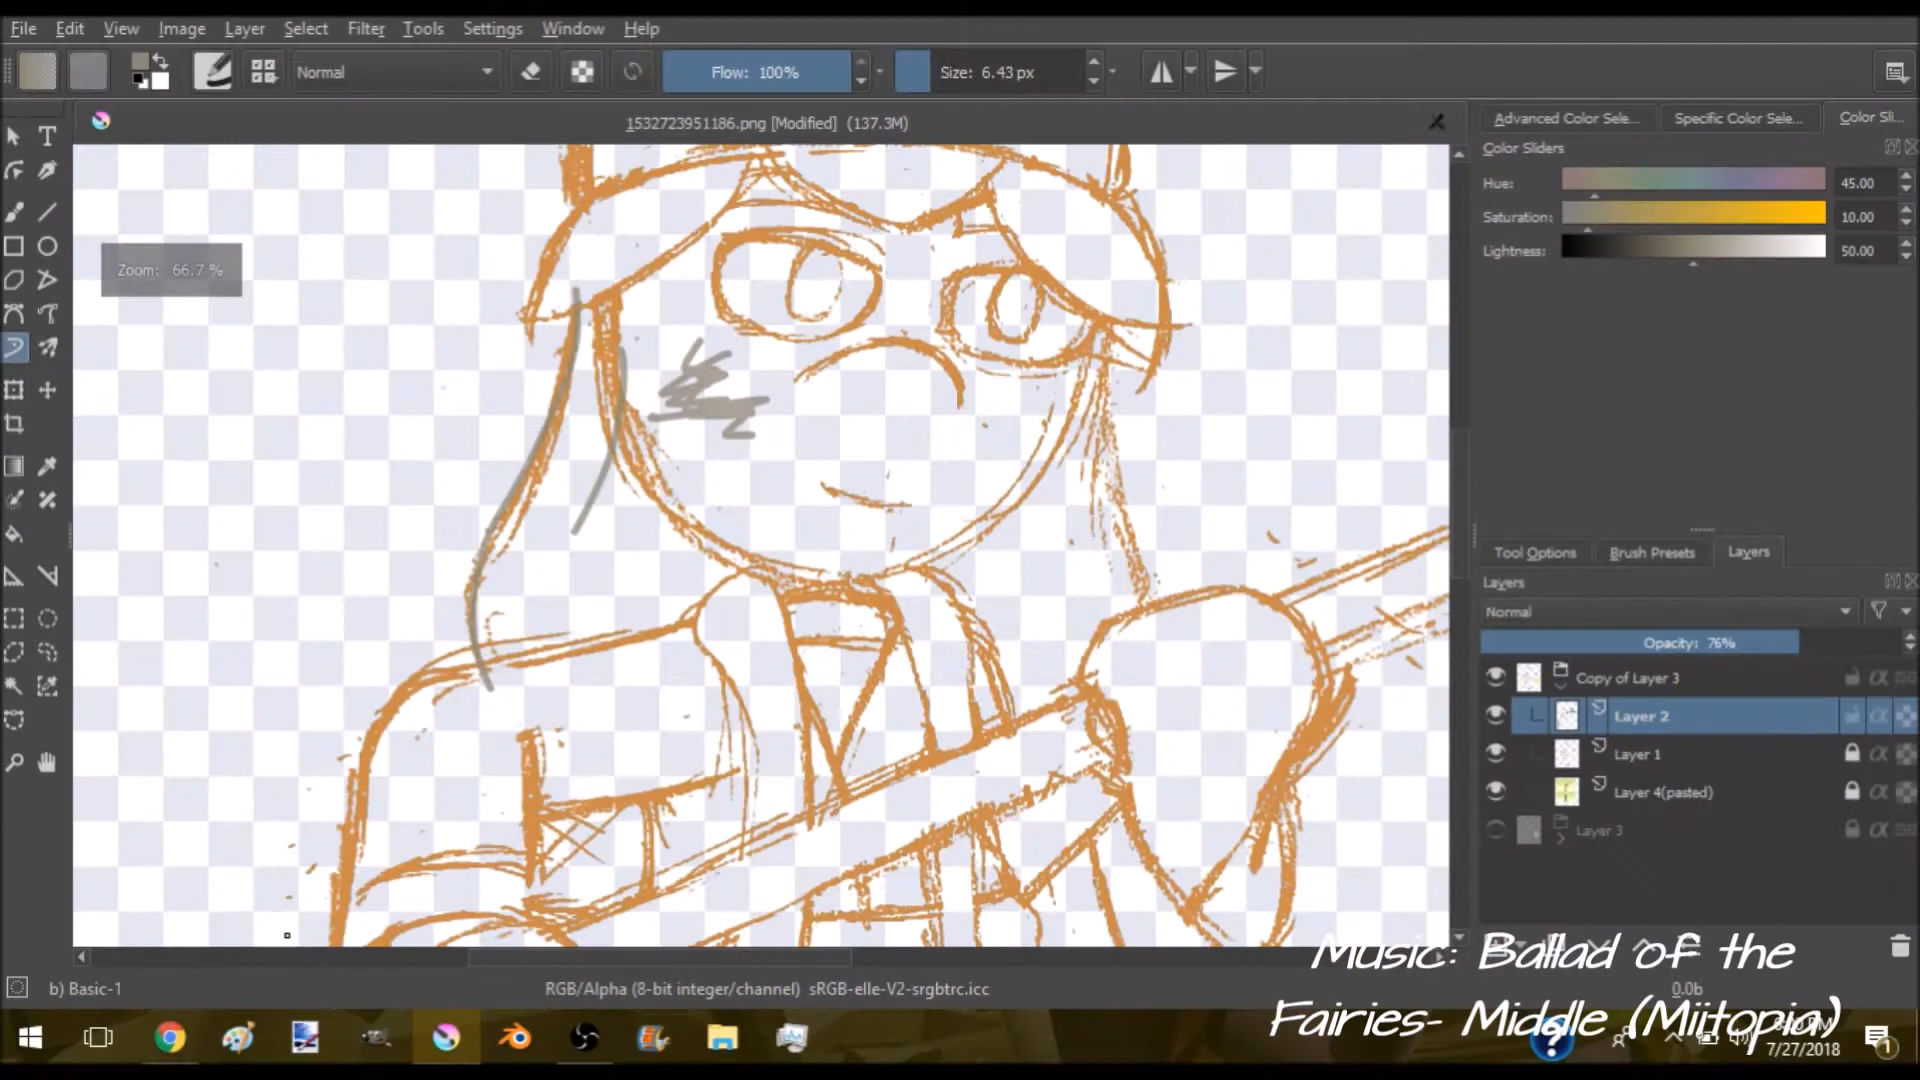 File Edit View Image Layer Select Filter Tools Settings Window Help
Normal Flow: 100% Size: 6.43 px
1532723951186.png [Modified] (137.3M)
Advanced Color Sele... Specific Color Sele... Color Sli...
Color Sliders
Hue: 45.00
Saturation: 10.00
Lightness: 50.00
Zoom: 66.7 %
Tool Options Brush Presets Layers
Layers
Normal
Opacity: 76%
Copy of Layer 3
Layer 2
Layer 1
Layer 4(pasted)
Layer 3
b) Basic-1 RGB/Alpha (8-bit integer/channel) sRGB-elle-V2-srgbtrc.icc 0.0b
Music: Ballad of the
Fairies- Middle (Miitopia)
7/27/2018
1